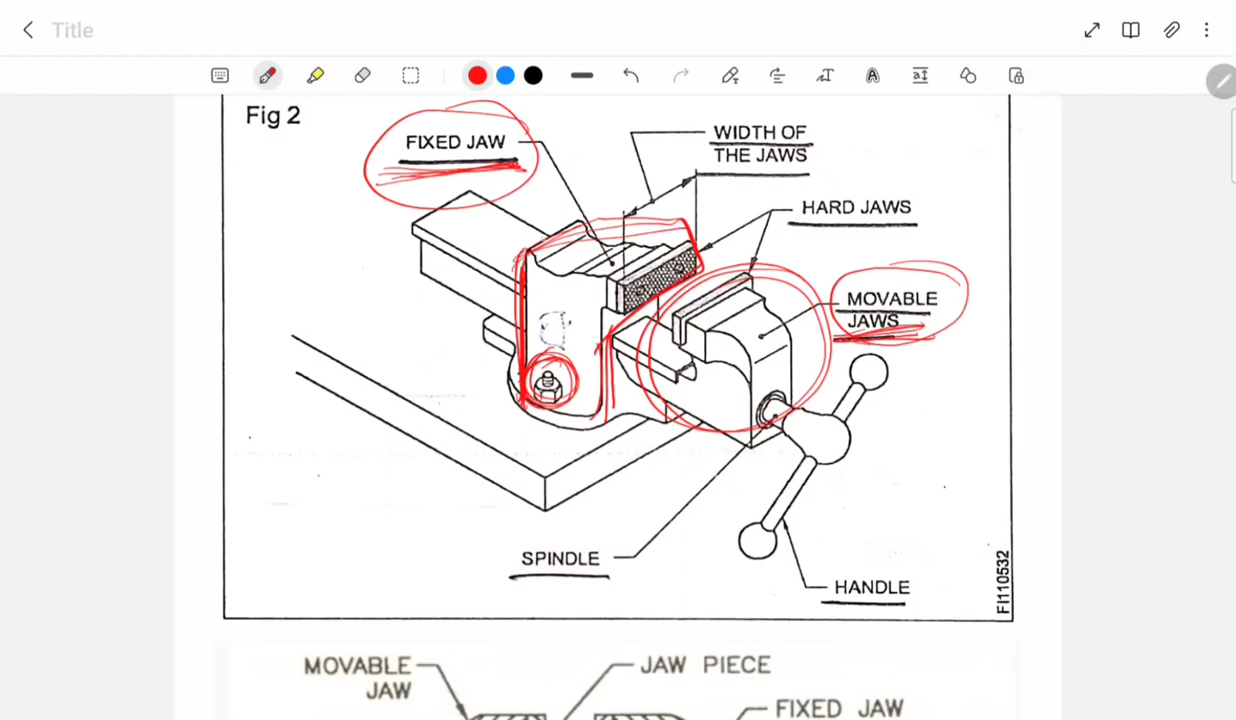 Title
Fig 2
FIXED JAW
WIDTH OF
THE JAWS
HARD JAWS
MOVABLE
JAWS
SPINDLE
HANDLE
FI110532
MOVABLE
JAW
JAW PIECE
FIXED JAW